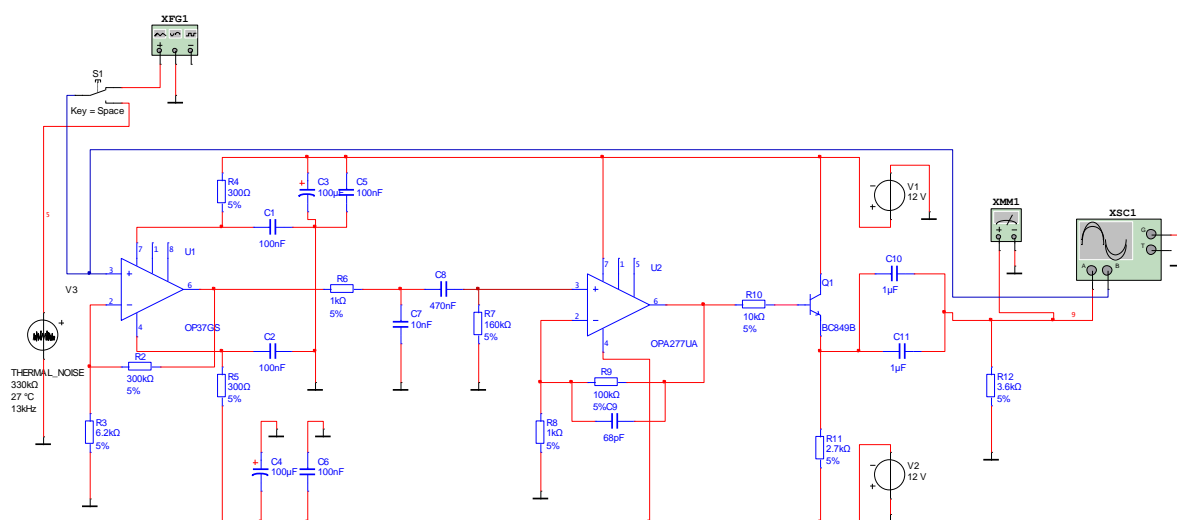 XFG1
S1
Key = Space
5
V3
THERMAL_NOISE
330kΩ
27 °C
13kHz
R4
300Ω
5%
C1
100nF
C3
100µF
C5
100nF
U1
3
2
7
1
8
6
4
OP37GS
R2
300kΩ
5%
R3
6.2kΩ
5%
C2
100nF
R5
300Ω
5%
C4
100µF
C6
100nF
R6
1kΩ
5%
C7
10nF
C8
470nF
R7
160kΩ
5%
U2
3
2
7
1
5
6
4
OPA277UA
R9
100kΩ
5%
C9
68pF
R8
1kΩ
5%
R10
10kΩ
5%
Q1
BC849B
R11
2.7kΩ
5%
C10
1µF
C11
1µF
V1
12 V
V2
12 V
XMM1
9
R12
3.6kΩ
5%
XSC1
G
T
A
B